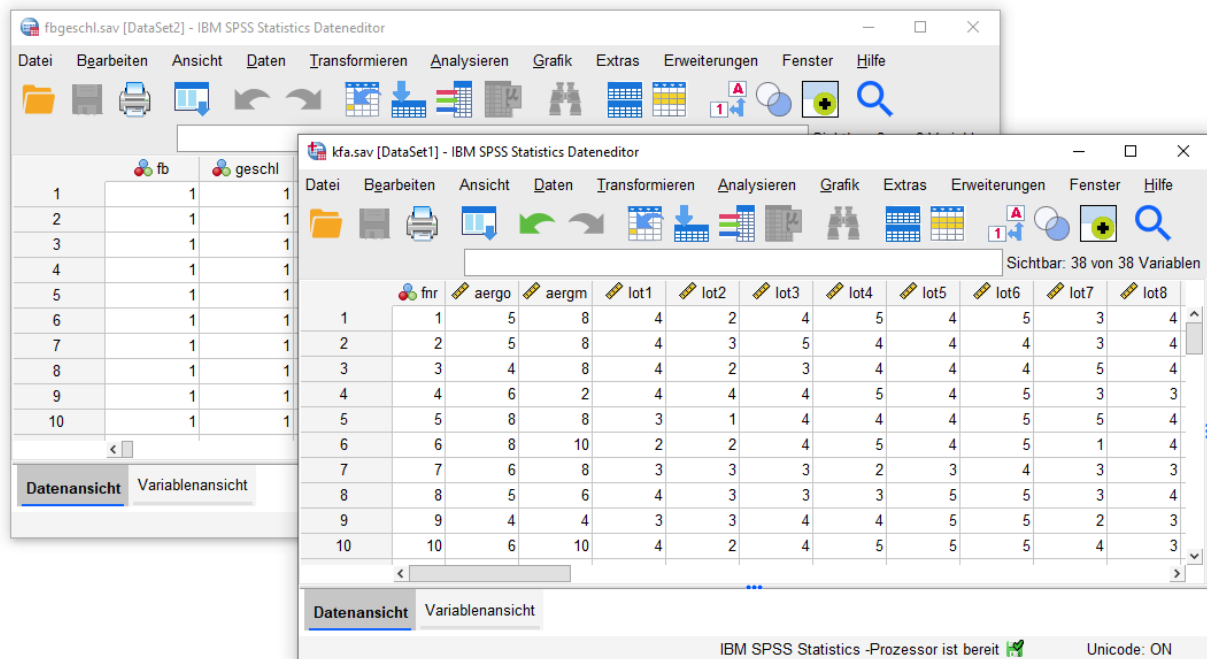 fbgeschl.sav [DataSet2] - IBM SPSS Statistics Dateneditor
Datei Bearbeiten Ansicht Daten Transformieren Analysieren Grafik Extras Erweiterungen Fenster Hilfe
A
1
µ
fb geschl
1 1 1
2 1 1
3 1 1
4 1 1
5 1 1
6 1 1
7 1 1
8 1 1
9 1 1
10 1 1
Datenansicht Variablenansicht
kfa.sav [DataSet1] - IBM SPSS Statistics Dateneditor
Datei Bearbeiten Ansicht Daten Transformieren Analysieren Grafik Extras Erweiterungen Fenster Hilfe
A
1
µ
Sichtbar: 38 von 38 Variablen
fnr aergo aergm lot1 lot2 lot3 lot4 lot5 lot6 lot7 lot8
1 1 5 8 4 2 4 5 4 5 3 4
2 2 5 8 4 3 5 4 4 4 3 4
3 3 4 8 4 2 3 4 4 4 5 4
4 4 6 2 4 4 4 5 4 5 3 3
5 5 8 8 3 1 4 4 4 5 5 4
6 6 8 10 2 2 4 5 4 5 1 4
7 7 6 8 3 3 3 2 3 4 3 3
8 8 5 6 4 3 3 3 5 5 3 4
9 9 4 4 3 3 4 4 5 5 2 3
10 10 6 10 4 2 4 5 5 5 4 3
Datenansicht Variablenansicht
IBM SPSS Statistics -Prozessor ist bereit Unicode: ON